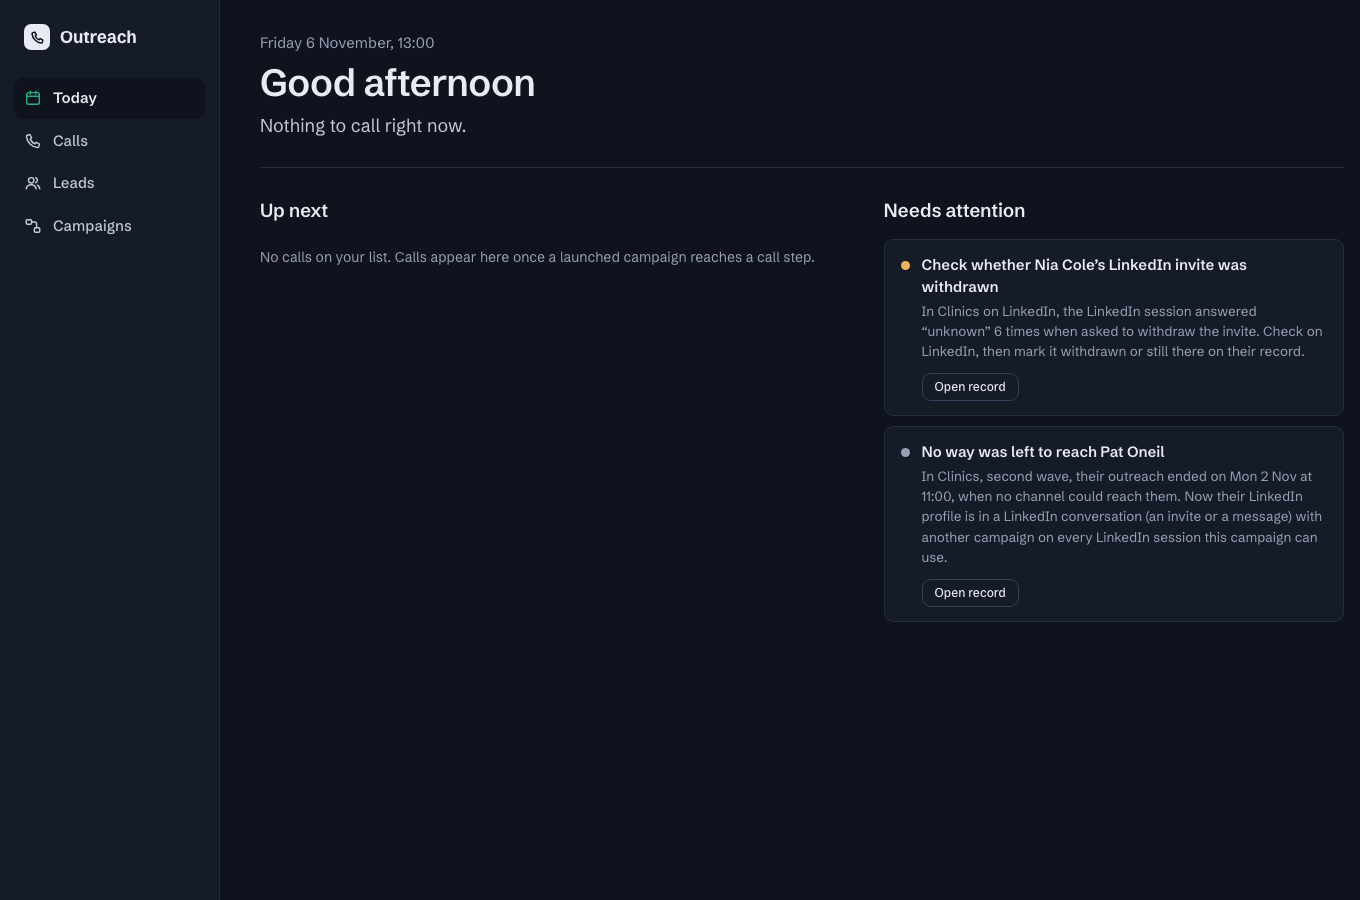 Outreach
Today
Calls
Leads
Campaigns
Friday 6 November, 13:00
Good afternoon
Nothing to call right now.
Up next
No calls on your list. Calls appear here once a launched campaign reaches a call step.
Needs attention
Check whether Nia Cole’s LinkedIn invite was
withdrawn
In Clinics on LinkedIn, the LinkedIn session answered
“unknown” 6 times when asked to withdraw the invite. Check on
LinkedIn, then mark it withdrawn or still there on their record.
Open record
No way was left to reach Pat Oneil
In Clinics, second wave, their outreach ended on Mon 2 Nov at
11:00, when no channel could reach them. Now their LinkedIn
profile is in a LinkedIn conversation (an invite or a message) with
another campaign on every LinkedIn session this campaign can
use.
Open record